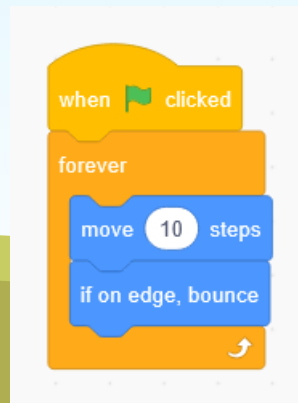 when clicked
forever
move 10 steps
if on edge, bounce